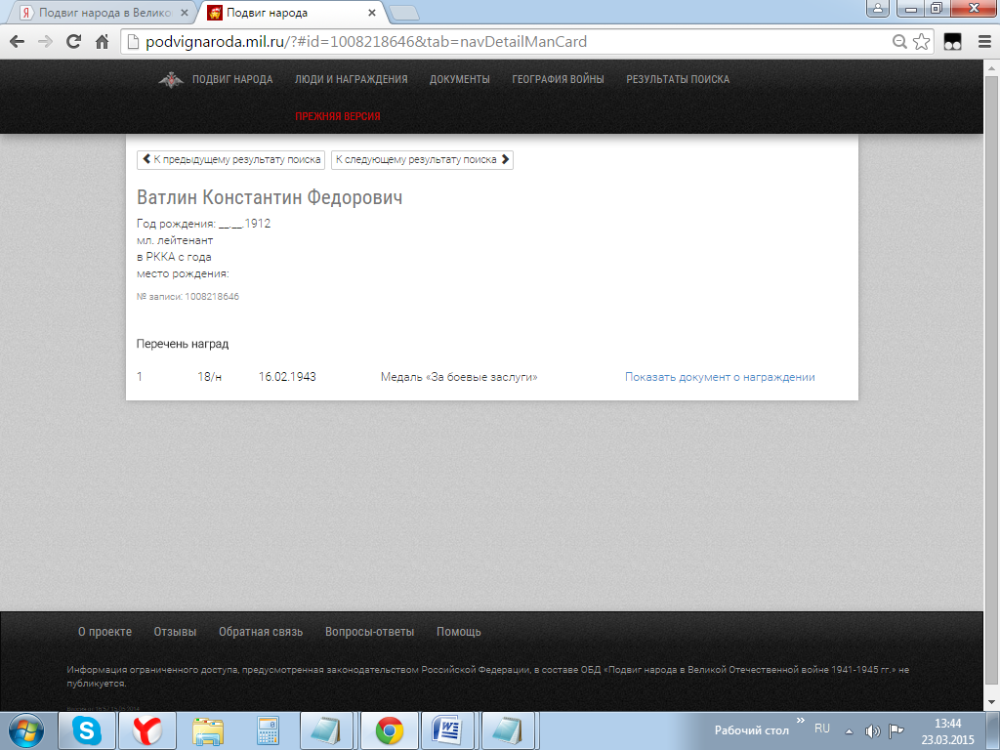 Подвиг народа в Велико
Подвиг народа
podvignaroda.mil.ru/?#id=1008218646&tab=navDetailManCard
ПОДВИГ НАРОДА ЛЮДИ И НАГРАЖДЕНИЯ ДОКУМЕНТЫ ГЕОГРАФИЯ ВОЙНЫ РЕЗУЛЬТАТЫ ПОИСКА
ПРЕЖНЯЯ ВЕРСИЯ
К предыдущему результату поиска К следующему результату поиска
Ватлин Константин Федорович
Год рождения: __.__.1912
мл. лейтенант
в РККА с года
место рождения:
№ записи: 1008218646
Перечень наград
1 18/н 16.02.1943 Медаль «За боевые заслуги» Показать документ о награждении
О проекте Отзывы Обратная связь Вопросы-ответы Помощь
Информация ограниченного доступа, предусмотренная законодательством Российской Федерации, в составе ОБД «Подвиг народа в Великой Отечественной войне 1941-1945 гг.» не
публикуется.
Рабочий стол » RU 13:44
23.03.2015